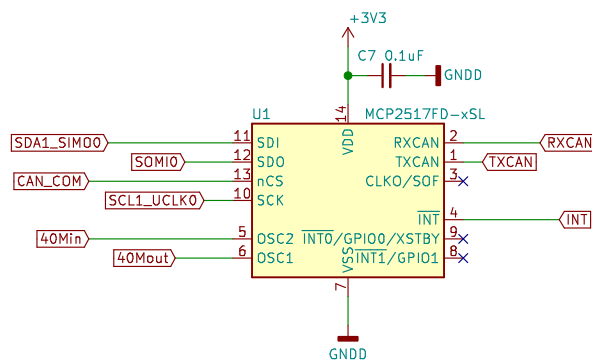 +3V3
C7 0.1uF
GNDD
U1
MCP2517FD-xSL
14
VDD
SDA1_SIMO0 11 SDI RXCAN 2 RXCAN
SOMI0 12 SDO TXCAN 1 TXCAN
CAN_COM 13 nCS CLKO/SOF 3
SCL1_UCLK0 10 SCK
INT 4 INT
40Min 5 OSC2 INT0/GPIO0/XSTBY 9
40Mout 6 OSC1 INT1/GPIO1 8
VSS
7
GNDD